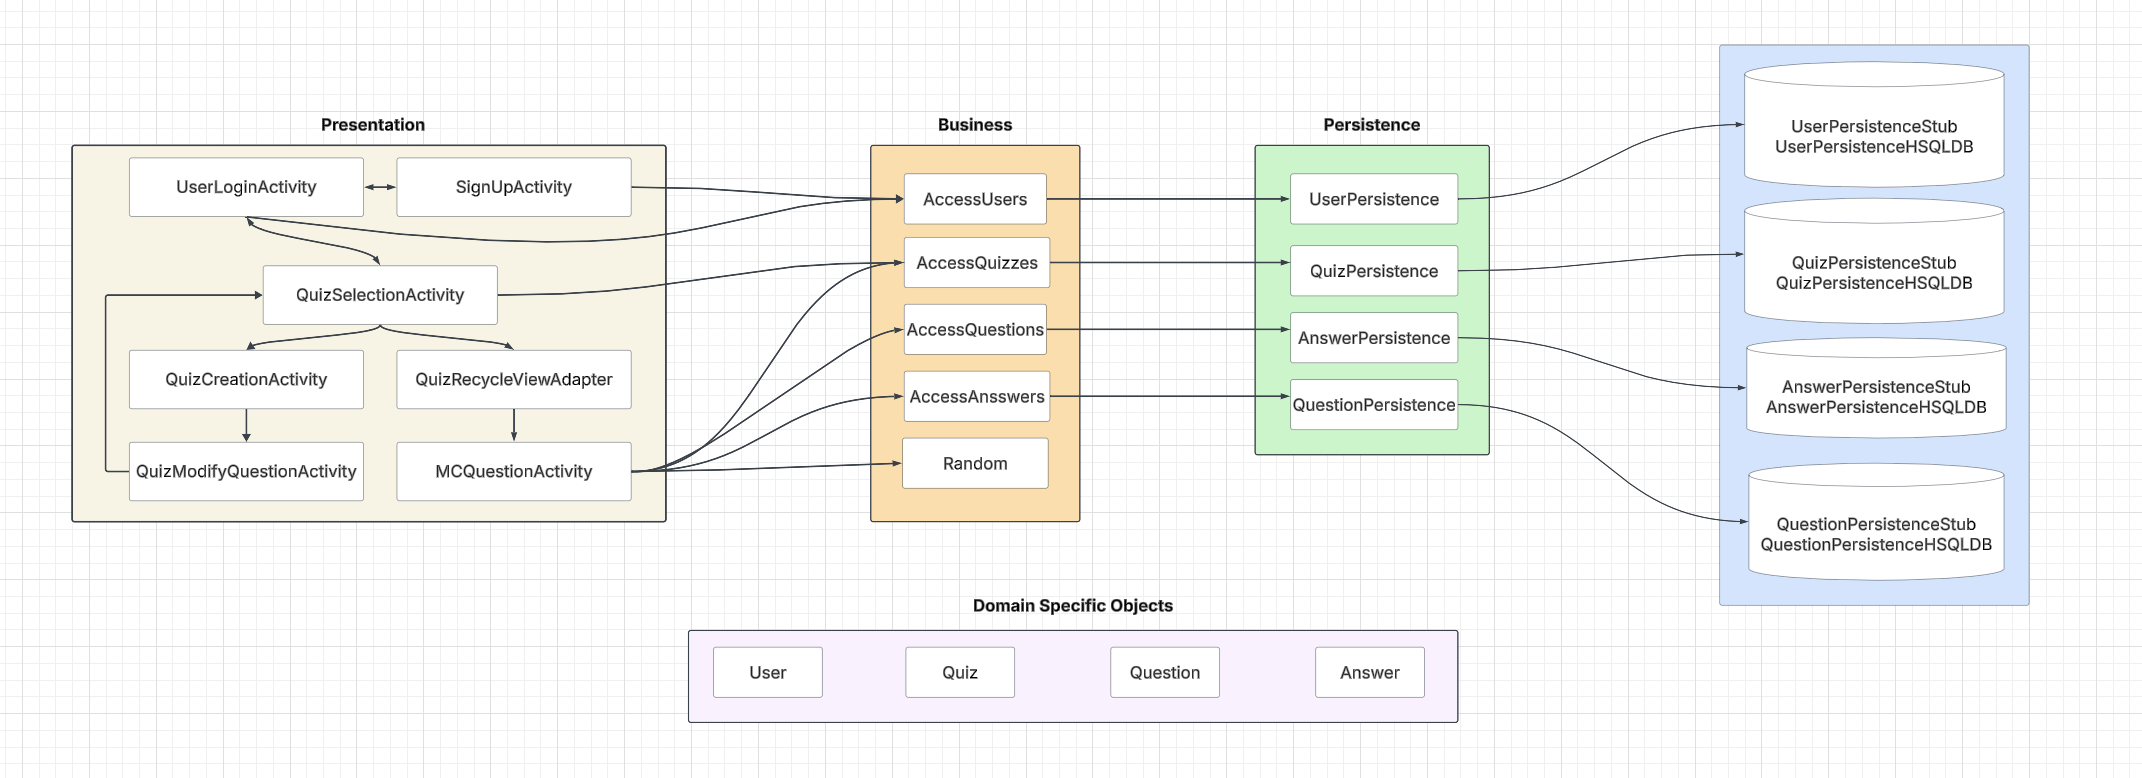 Presentation
UserLoginActivity
SignUpActivity
QuizSelectionActivity
QuizCreationActivity
QuizRecycleViewAdapter
QuizModifyQuestionActivity
MCQuestionActivity
Business
AccessUsers
AccessQuizzes
AccessQuestions
AccessAnsswers
Random
Persistence
UserPersistence
QuizPersistence
AnswerPersistence
QuestionPersistence
UserPersistenceStub
UserPersistenceHSQLDB
QuizPersistenceStub
QuizPersistenceHSQLDB
AnswerPersistenceStub
AnswerPersistenceHSQLDB
QuestionPersistenceStub
QuestionPersistenceHSQLDB
Domain Specific Objects
User
Quiz
Question
Answer